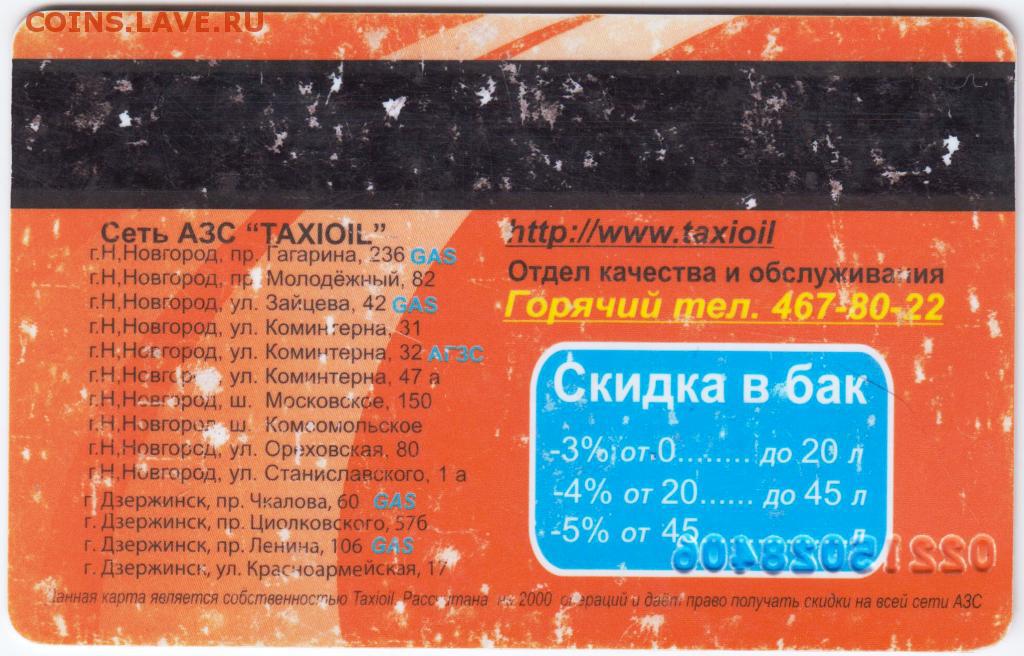 COINS.LAVE.RU
Сеть АЗС "TAXIOIL"
г.Н,Новгород, пр. Гагарина, 236 GAS
г.Н,Новгород, пр. Молодёжный, 82
г.Н,Новгород, ул. Зайцева, 42 GAS
г.Н,Новгород, ул. Коминтерна, 31
г.Н,Новгород, ул. Коминтерна, 32 АГЗС
г.Н,Новгород, ул. Коминтерна, 47 а
г.Н,Новгород, ш. Московское, 150
г.Н,Новгород, ш. Комсомольское
г.Н,Новгород, ул. Ореховская, 80
г.Н,Новгород, ул. Станиславского, 1 а
г. Дзержинск, пр. Чкалова, 60 GAS
г. Дзержинск, пр. Циолковского, 57б
г. Дзержинск, пр. Ленина, 106 GAS
г. Дзержинск, ул. Красноармейская, 17
http://www.taxioil
Отдел качества и обслуживания
Горячий тел. 467-80-22
Скидка в бак
-3% от 0........ до 20 л
-4% от 20...... до 45 л
-5% от 45............... л
Данная карта является собственностью Taxioil. Рассчитана на 2000 операций и даёт право получать скидки на всей сети АЗС